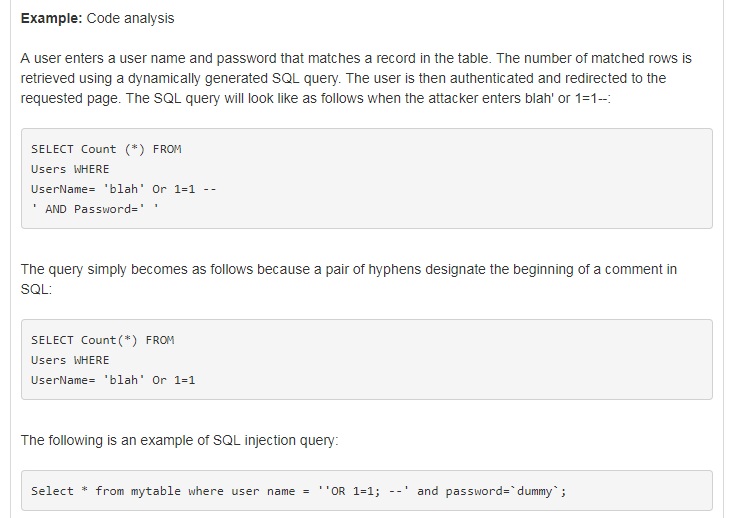 Example: Code analysis
A user enters a user name and password that matches a record in the table. The number of matched rows is
retrieved using a dynamically generated SQL query. The user is then authenticated and redirected to the
requested page. The SQL query will look like as follows when the attacker enters blah' or 1=1--:
SELECT Count (*) FROM
Users WHERE
UserName= 'blah' Or 1=1 --
' AND Password=' '
The query simply becomes as follows because a pair of hyphens designate the beginning of a comment in
SQL:
SELECT Count(*) FROM
Users WHERE
UserName= 'blah' Or 1=1
The following is an example of SQL injection query:
Select * from mytable where user name = ''OR 1=1; --' and password=`dummy`;